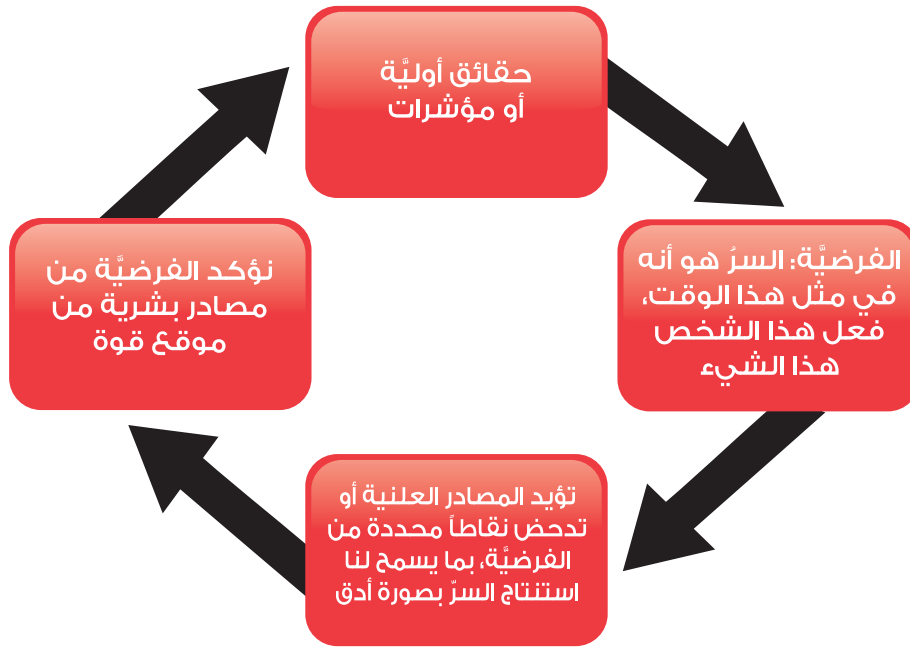 حقائق أوليَّة
أو مؤشرات
الفرضيَّة: السرُ هو أنه
في مثل هذا الوقت،
فعل هذا الشخص
هذا الشيء
تؤيد المصادر العلنية أو
تدحض نقاطاً محددة من
الفرضيَّة، بما يسمح لنا
استنتاج السرّ بصورة أدق
نؤكد الفرضيَّة من
مصادر بشرية من
موقع قوة